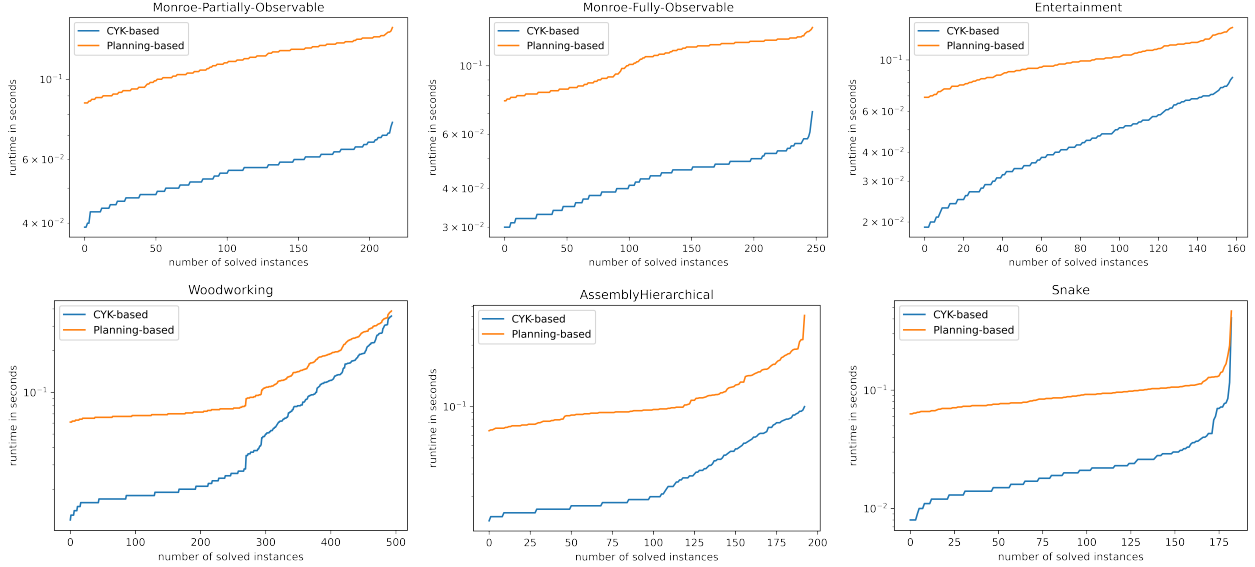 Monroe-Partially-Observable
CYK-based
Planning-based
10⁻¹
6 × 10⁻²
4 × 10⁻²
runtime in seconds
0 50 100 150 200
number of solved instances
Monroe-Fully-Observable
CYK-based
Planning-based
10⁻¹
6 × 10⁻²
4 × 10⁻²
3 × 10⁻²
runtime in seconds
0 50 100 150 200 250
number of solved instances
Entertainment
CYK-based
Planning-based
10⁻¹
6 × 10⁻²
4 × 10⁻²
3 × 10⁻²
2 × 10⁻²
runtime in seconds
0 20 40 60 80 100 120 140 160
number of solved instances
Woodworking
CYK-based
Planning-based
10⁻¹
runtime in seconds
0 100 200 300 400 500
number of solved instances
AssemblyHierarchical
CYK-based
Planning-based
10⁻¹
runtime in seconds
0 25 50 75 100 125 150 175 200
number of solved instances
Snake
CYK-based
Planning-based
10⁻¹
10⁻²
runtime in seconds
0 25 50 75 100 125 150 175
number of solved instances